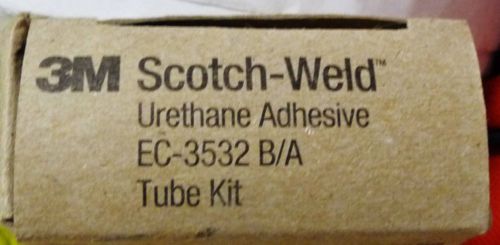 3M Scotch-Weld™
Urethane Adhesive
EC-3532 B/A
Tube Kit